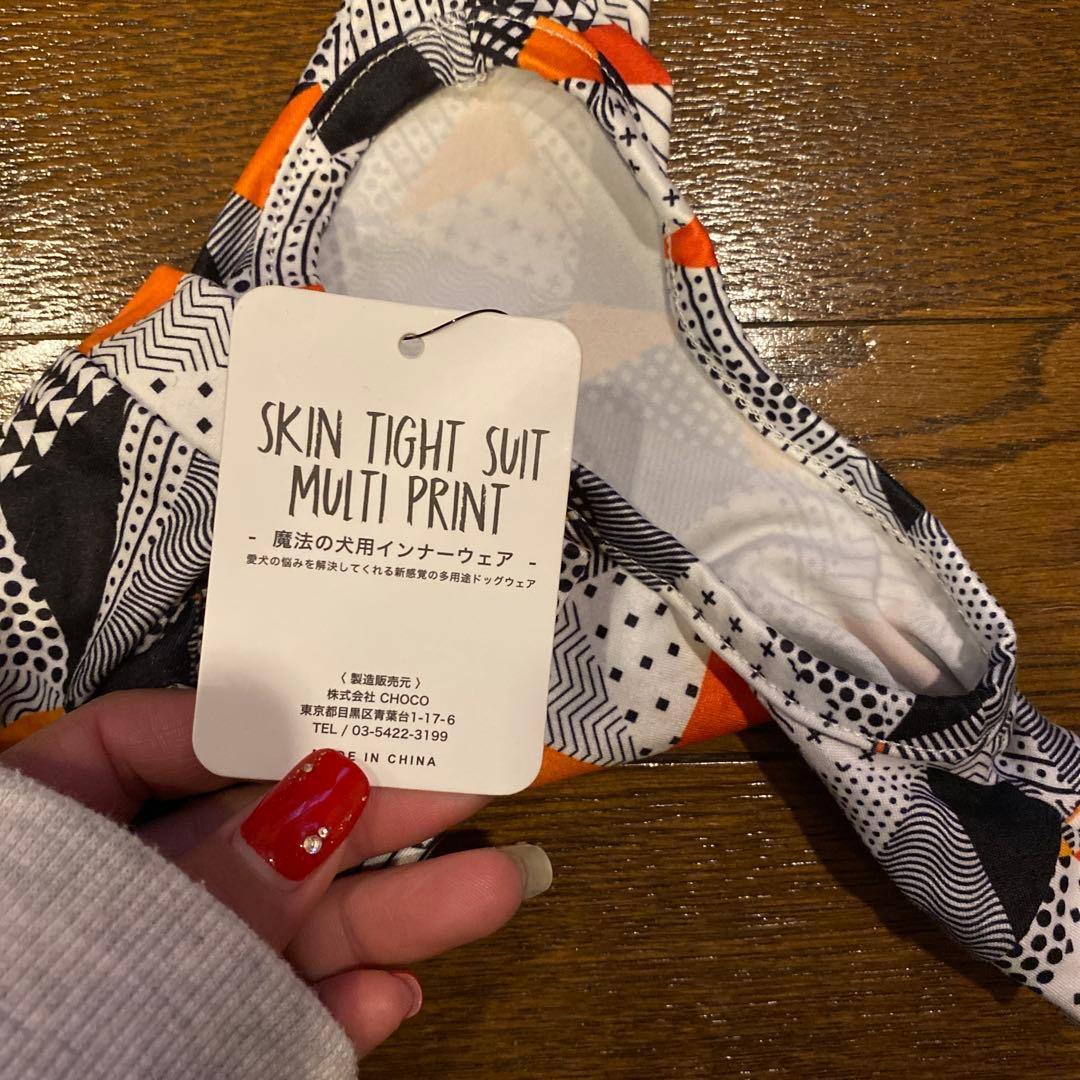 SKIN TIGHT SUIT
MULTI PRINT
- 魔法の犬用インナーウェア -
愛犬の悩みを解決してくれる新感覚の多用途ドッグウェア
〈 製造販売元 〉
株式会社 CHOCO
東京都目黒区青葉台1-17-6
TEL / 03-5422-3199
IN CHINA